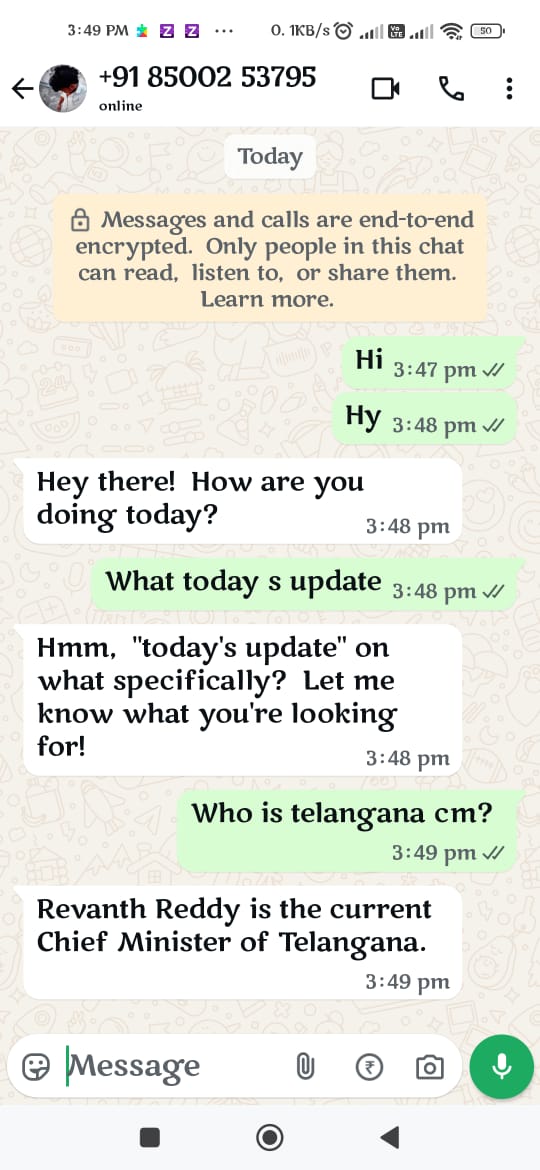 3:49 PM Z Z ... 0.1KB/s Vo LTE 50
+91 85002 53795
online
Today
Messages and calls are end-to-end
encrypted. Only people in this chat
can read, listen to, or share them.
Learn more.
Hi 3:47 pm
Hy 3:48 pm
Hey there! How are you
doing today?
3:48 pm
What today s update 3:48 pm
Hmm, "today's update" on
what specifically? Let me
know what you're looking
for!
3:48 pm
Who is telangana cm?
3:49 pm
Revanth Reddy is the current
Chief Minister of Telangana.
3:49 pm
Message ₹